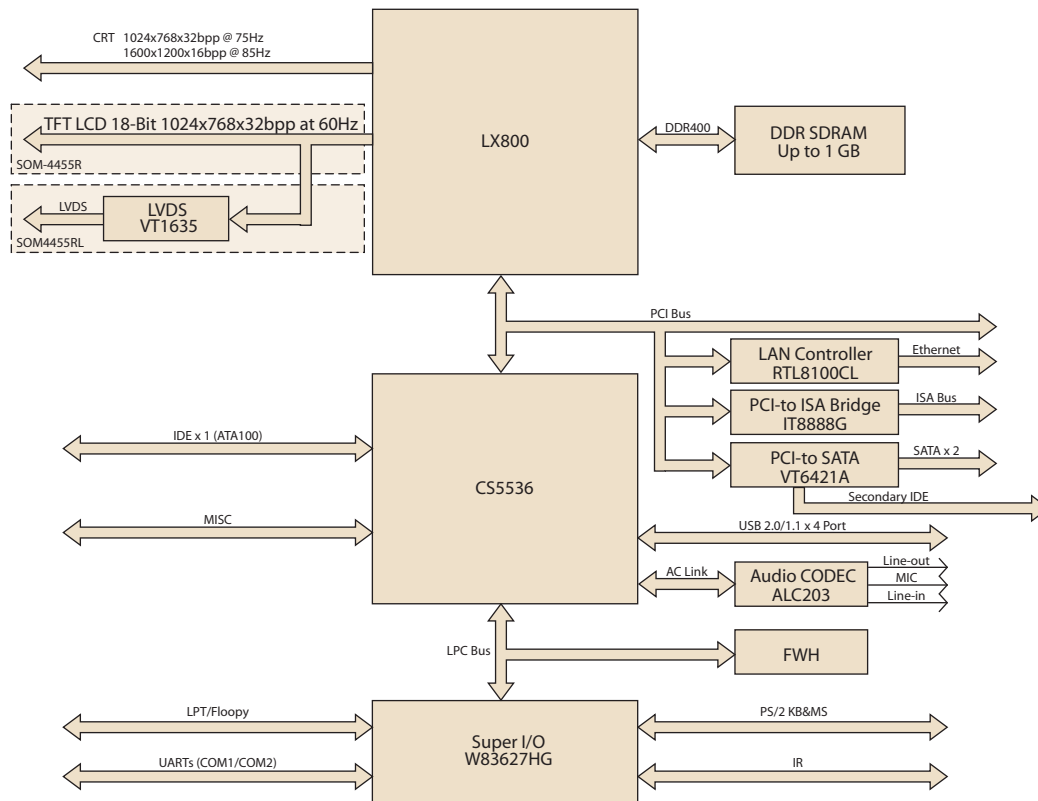 CRT 1024x768x32bpp @ 75Hz
1600x1200x16bpp @ 85Hz
TFT LCD 18-Bit 1024x768x32bpp at 60Hz
SOM-4455R
LVDS
LVDS
VT1635
SOM4455RL
LX800
DDR400
DDR SDRAM
Up to 1 GB
PCI Bus
LAN Controller
RTL8100CL
Ethernet
PCI-to ISA Bridge
IT8888G
ISA Bus
PCI-to SATA
VT6421A
SATA x 2
Secondary IDE
IDE x 1 (ATA100)
MISC
CS5536
USB 2.0/1.1 x 4 Port
AC Link
Audio CODEC
ALC203
Line-out
MIC
Line-in
LPC Bus
FWH
LPT/Floopy
UARTs (COM1/COM2)
Super I/O
W83627HG
PS/2 KB&MS
IR